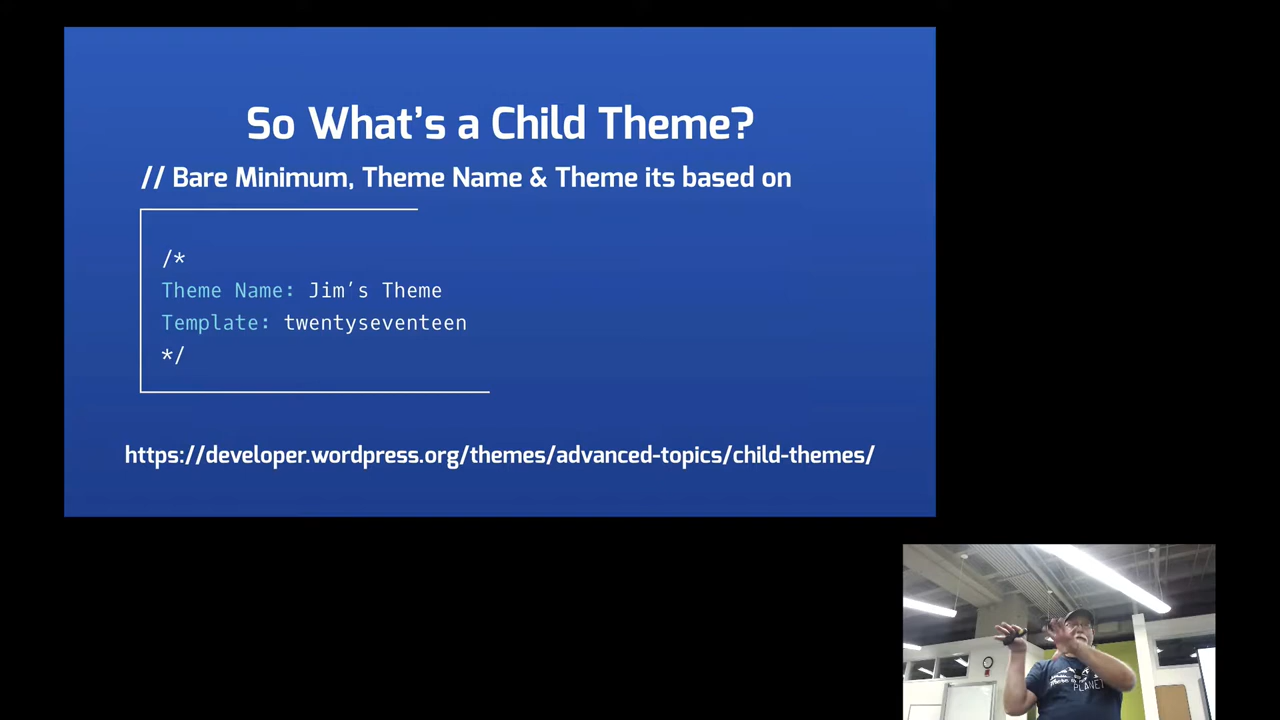 So What's a Child Theme?
// Bare Minimum, Theme Name & Theme its based on
/*
Theme Name: Jim's Theme
Template: twentyseventeen
*/
https://developer.wordpress.org/themes/advanced-topics/child-themes/
PLANET